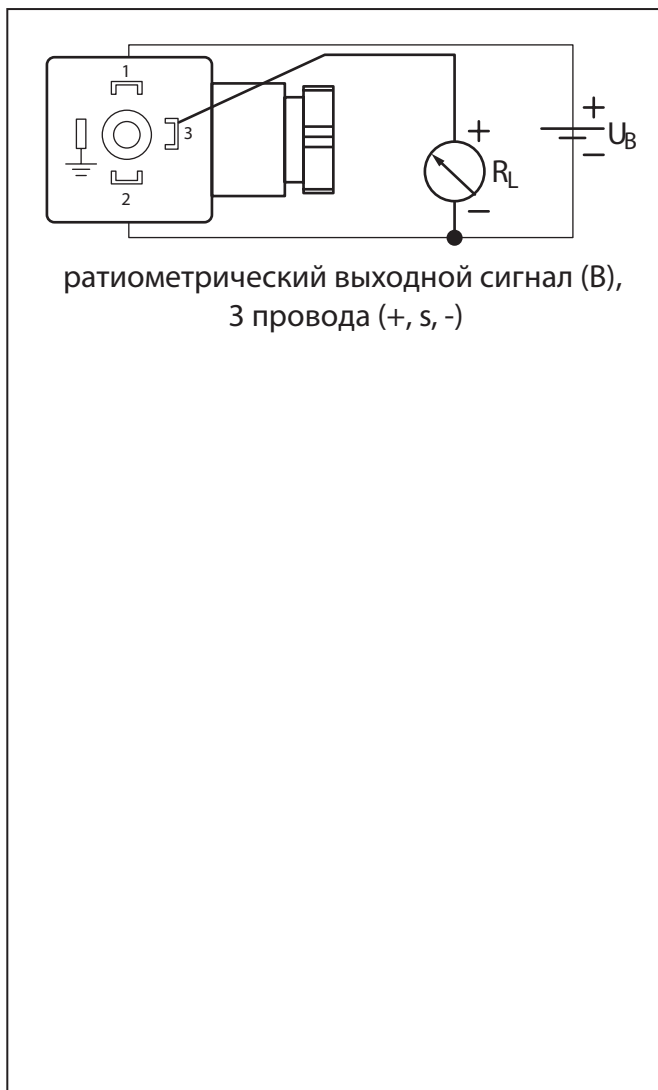 1
3
2
+
R_L
−
+
U_B
−
ратиометрический выходной сигнал (B),
3 провода (+, s, -)